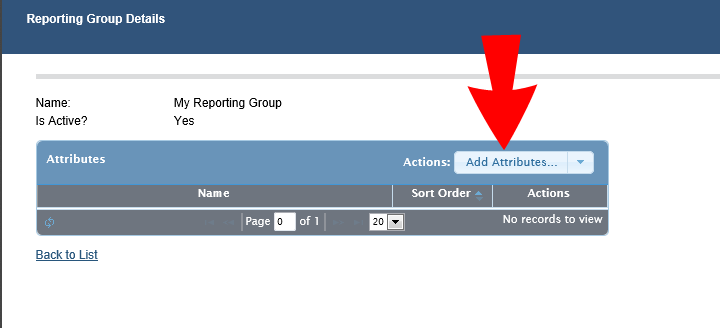 Reporting Group Details
Name: My Reporting Group
Is Active? Yes
Attributes Actions: Add Attributes...
Name Sort Order Actions
Page 0 of 1 20 No records to view
Back to List